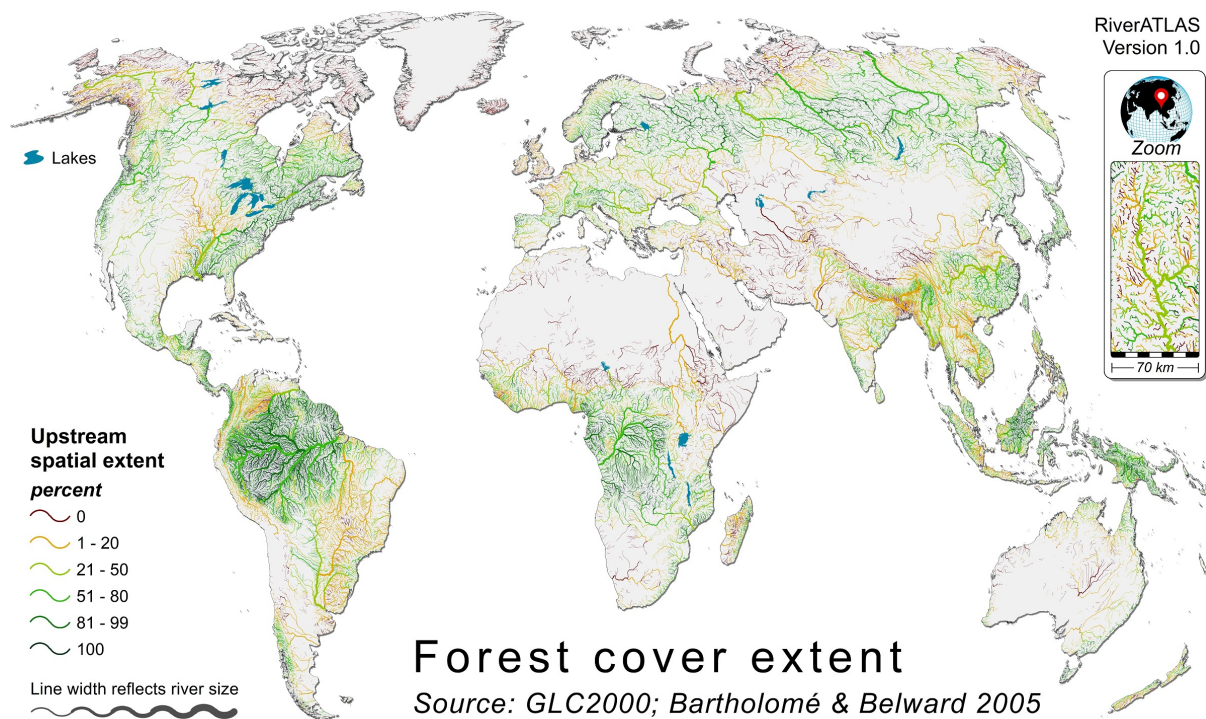 RiverATLAS
Version 1.0
Lakes
Zoom
70 km
Upstream
spatial extent
percent
0
1 - 20
21 - 50
51 - 80
81 - 99
100
Line width reflects river size
Forest cover extent
Source: GLC2000; Bartholomé & Belward 2005